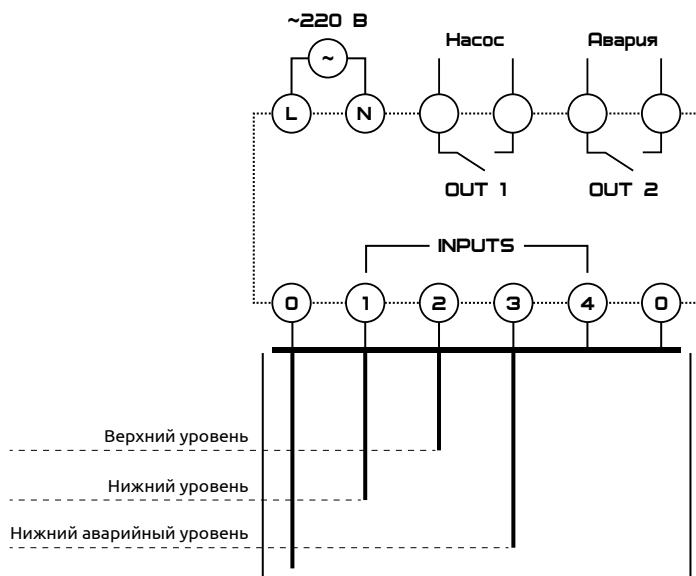 ~220 В
Насос
Авария
~
L
N
OUT 1
OUT 2
INPUTS
0
1
2
3
4
0
Верхний уровень
Нижний уровень
Нижний аварийный уровень